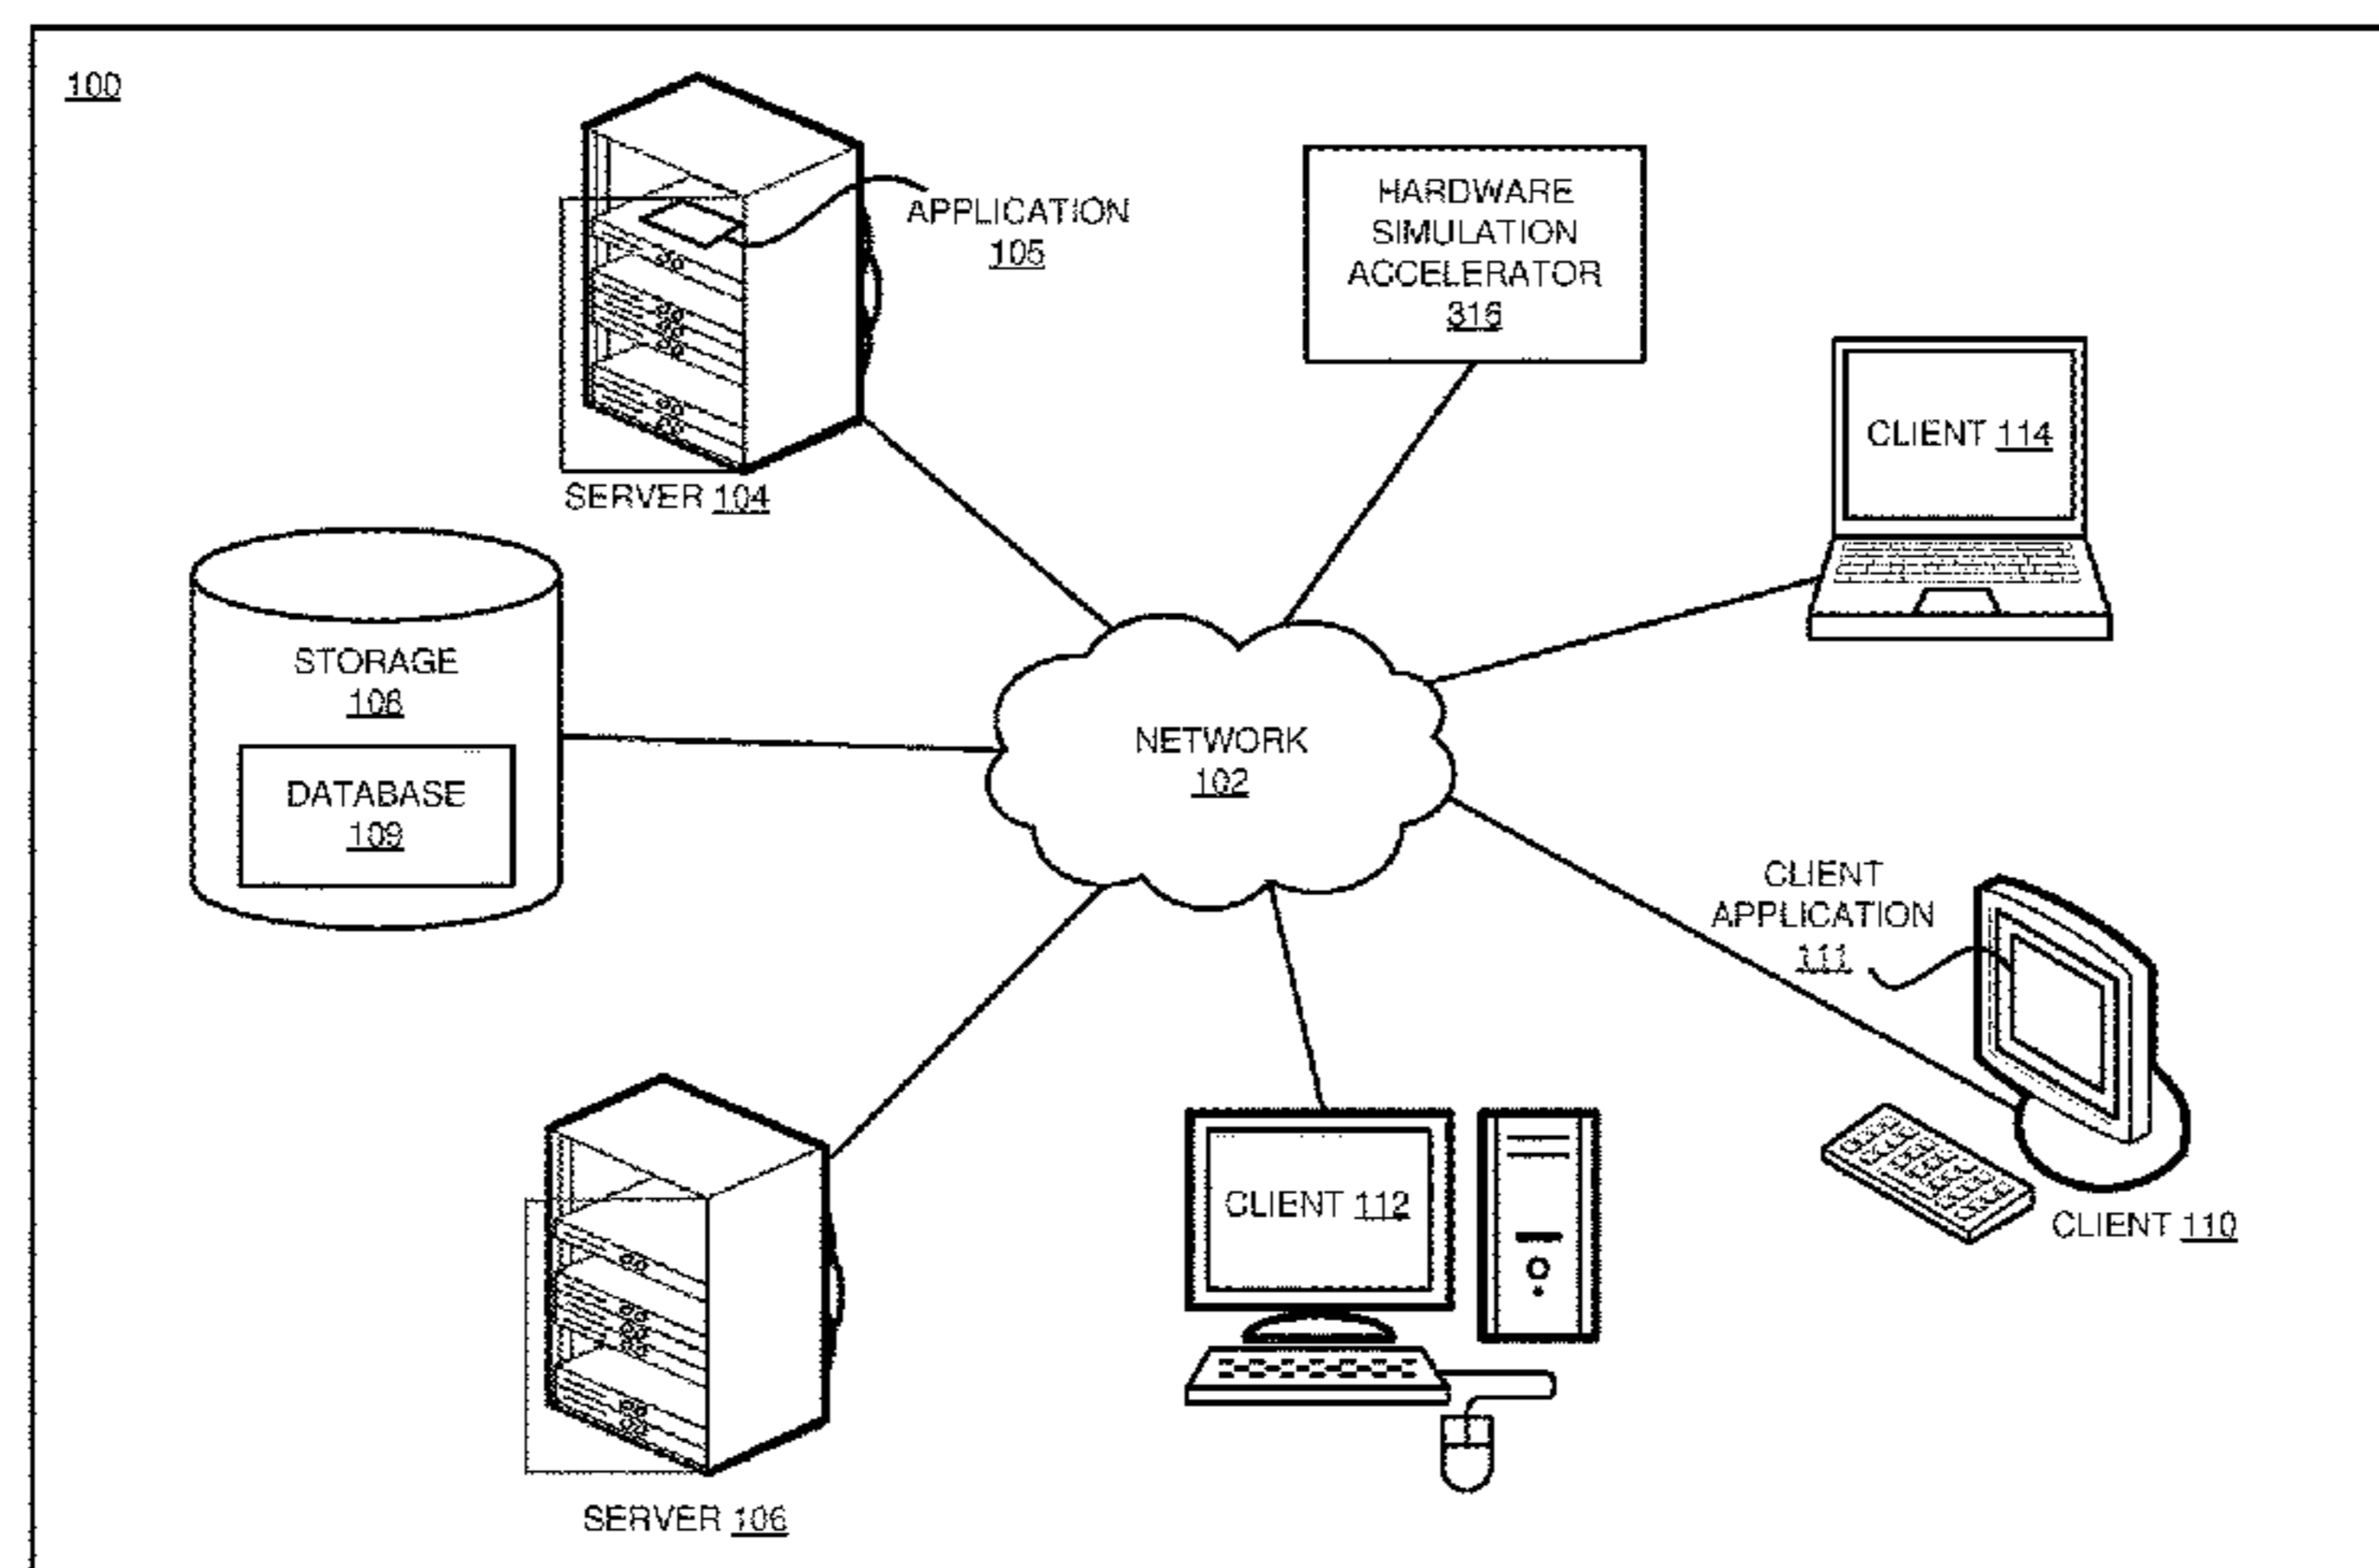 100
APPLICATION
105
HARDWARE
SIMULATION
ACCELERATOR
316
CLIENT 114
SERVER 104
STORAGE
108
DATABASE
109
NETWORK
102
CLIENT
APPLICATION
111
CLIENT 112
CLIENT 110
SERVER 106